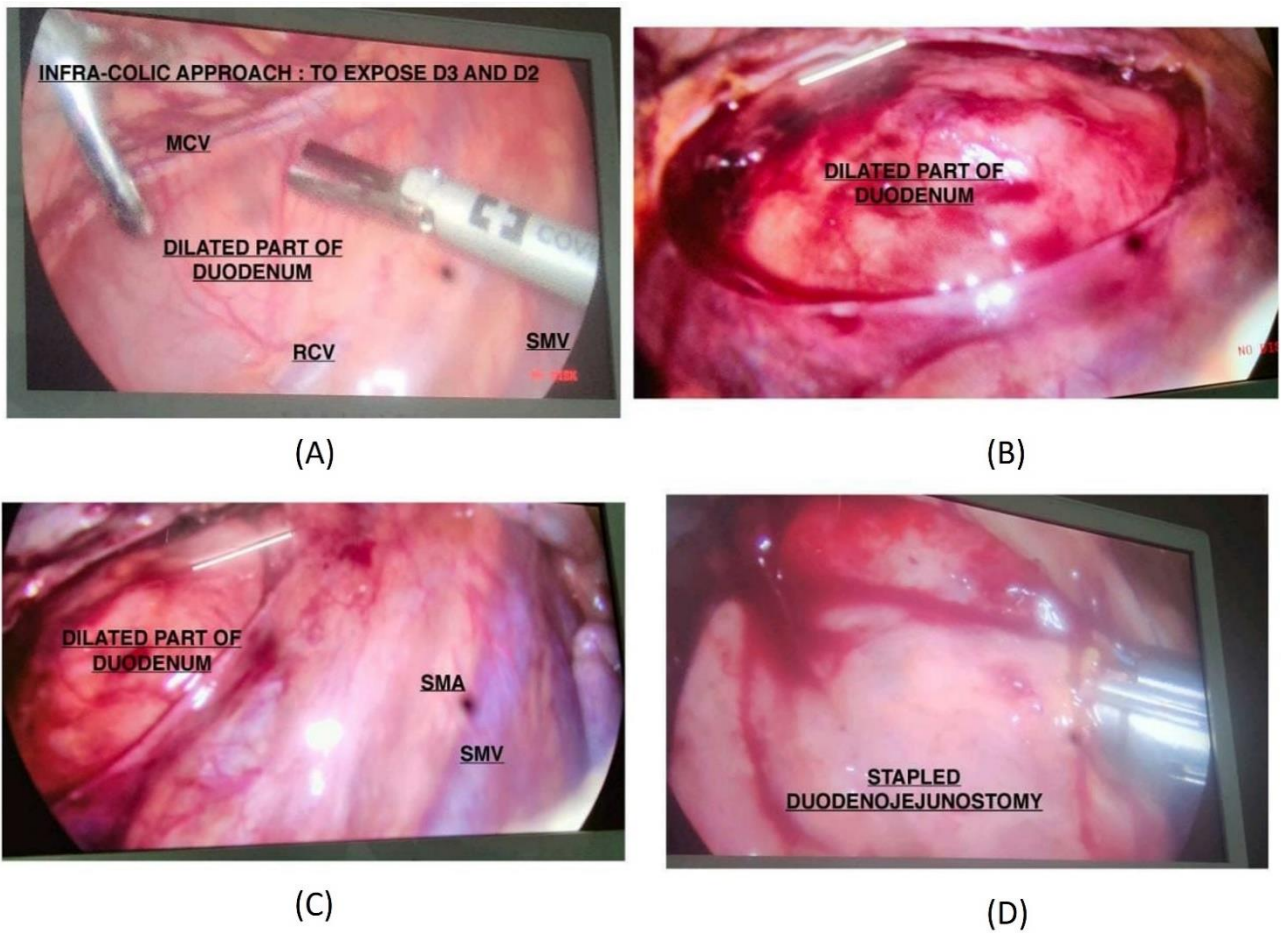 INFRA-COLIC APPROACH : TO EXPOSE D3 AND D2
MCV
DILATED PART OF
DUODENUM
RCV
SMV
(A)
DILATED PART OF
DUODENUM
NO
(B)
DILATED PART OF
DUODENUM
SMA
SMV
(C)
STAPLED
DUODENOJEJUNOSTOMY
(D)